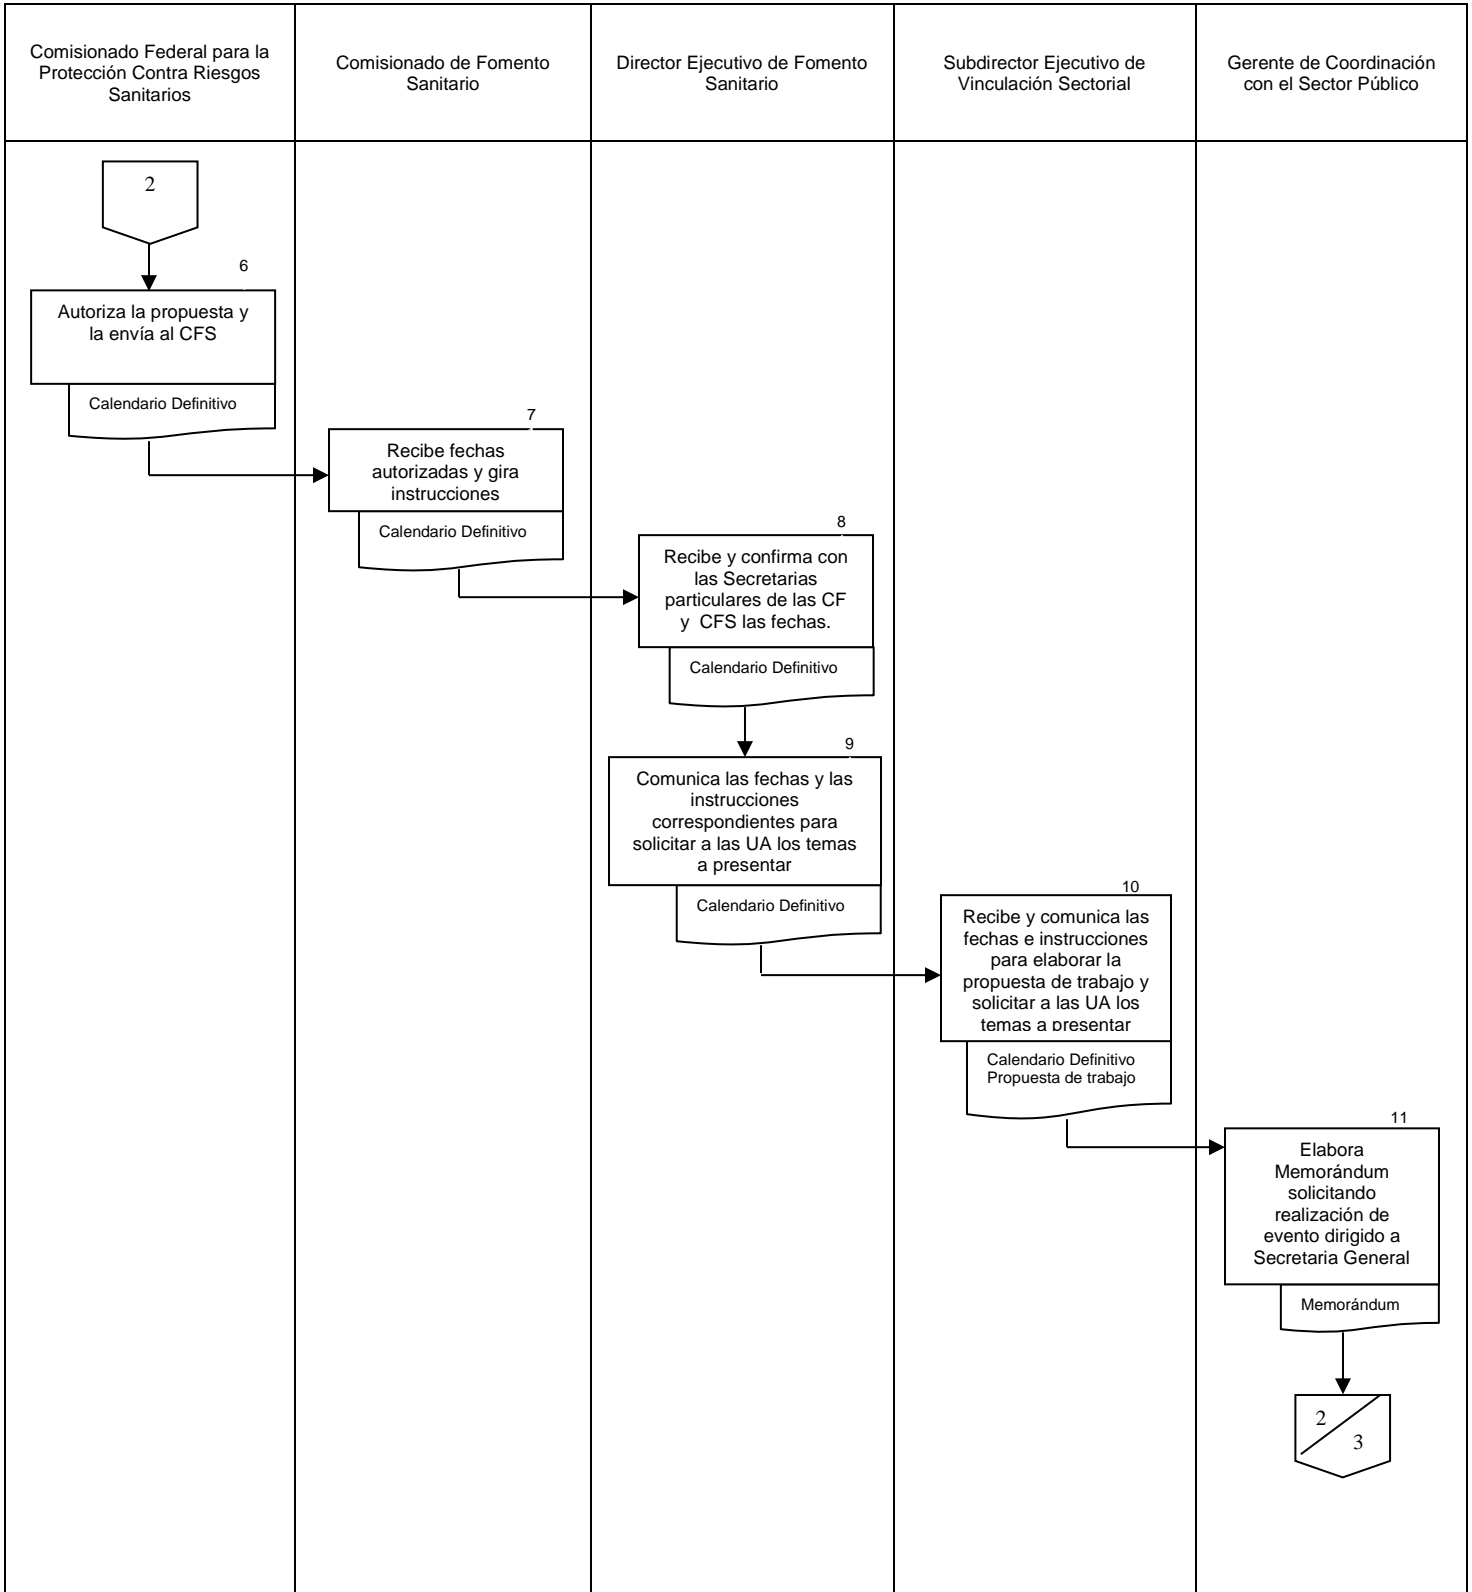 Comisionado Federal para la
Protección Contra Riesgos
Sanitarios
Comisionado de Fomento
Sanitario
Director Ejecutivo de Fomento
Sanitario
Subdirector Ejecutivo de
Vinculación Sectorial
Gerente de Coordinación
con el Sector Público
2
6
Autoriza la propuesta y
la envía al CFS
Calendario Definitivo
7
Recibe fechas
autorizadas y gira
instrucciones
Calendario Definitivo
8
Recibe y confirma con
las Secretarias
particulares de las CF
y CFS las fechas.
Calendario Definitivo
9
Comunica las fechas y las
instrucciones
correspondientes para
solicitar a las UA los temas
a presentar
Calendario Definitivo
10
Recibe y comunica las
fechas e instrucciones
para elaborar la
propuesta de trabajo y
solicitar a las UA los
temas a presentar
Calendario Definitivo
Propuesta de trabajo
11
Elabora
Memorándum
solicitando
realización de
evento dirigido a
Secretaria General
Memorándum
2
3